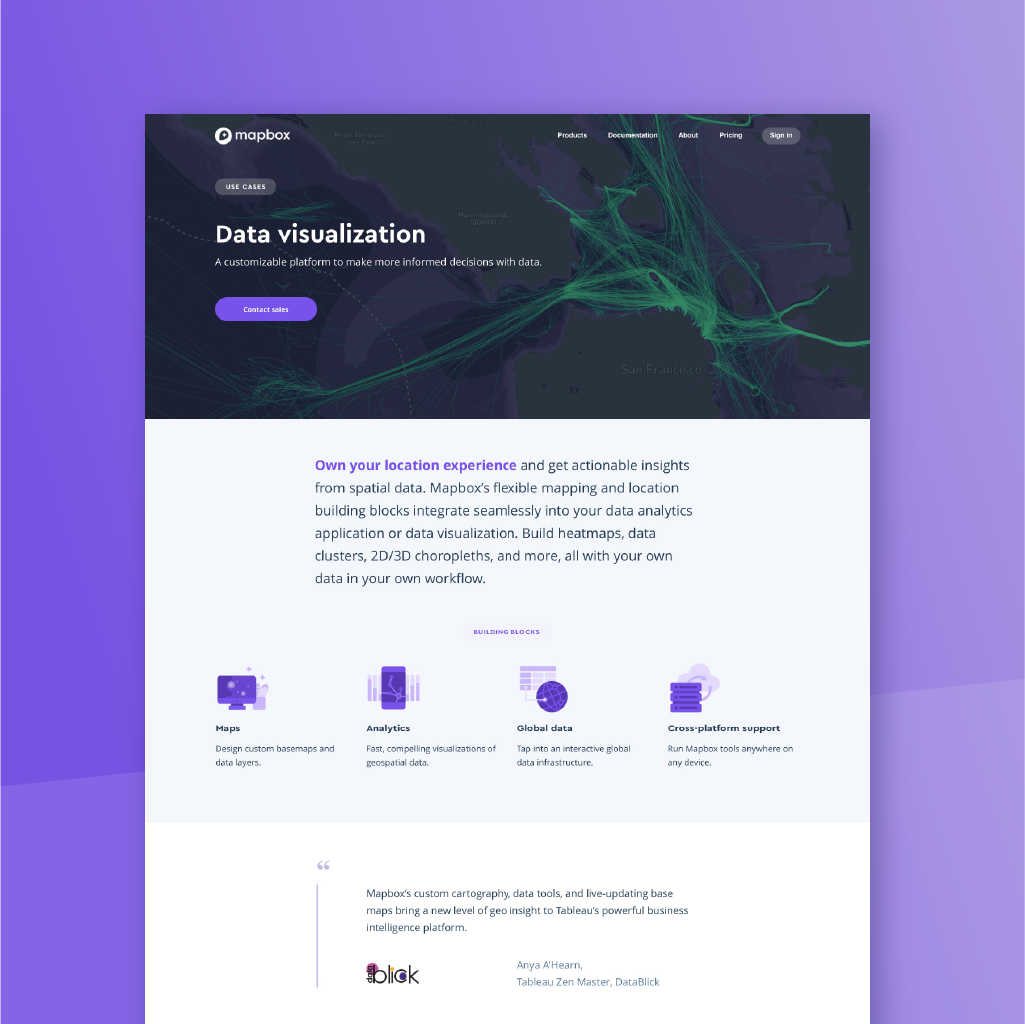 mapbox
Products Documentation About Pricing Sign in
USE CASES
Marin Headlands
(GGNRA)
Data visualization
A customizable platform to make more informed decisions with data.
Contact sales
San Francisco
Own your location experience and get actionable insights
from spatial data. Mapbox’s flexible mapping and location
building blocks integrate seamlessly into your data analytics
application or data visualization. Build heatmaps, data
clusters, 2D/3D choropleths, and more, all with your own
data in your own workflow.
BUILDING BLOCKS
Maps
Design custom basemaps and
data layers.
Analytics
Fast, compelling visualizations of
geospatial data.
Global data
Tap into an interactive global
data infrastructure.
Cross-platform support
Run Mapbox tools anywhere on
any device.
“
Mapbox’s custom cartography, data tools, and live-updating base
maps bring a new level of geo insight to Tableau’s powerful business
intelligence platform.
data blick
Anya A’Hearn,
Tableau Zen Master, DataBlick